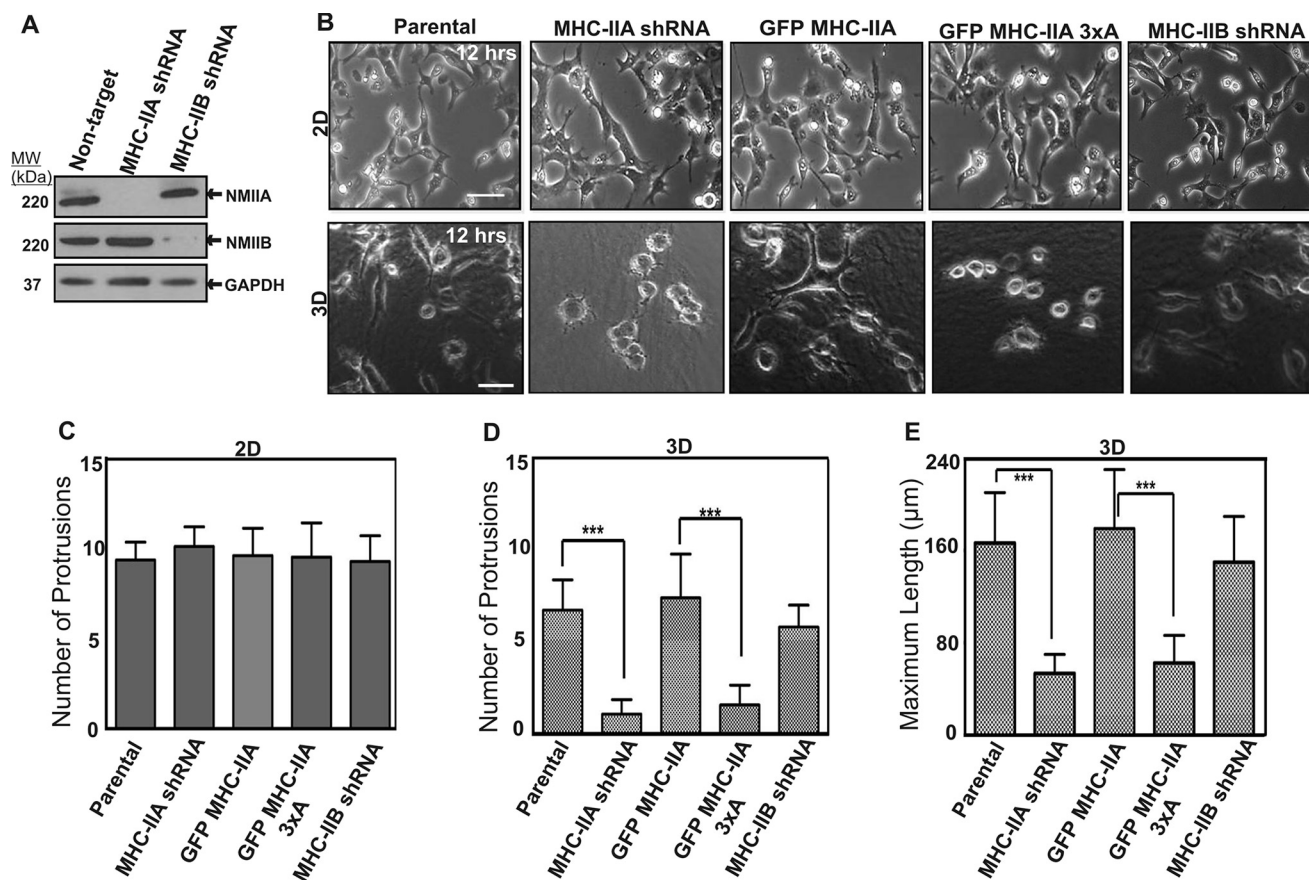 A
Non-target
MHC-IIA shRNA
MHC-IIB shRNA
MW
(kDa)
220
NMIIA
220
NMIIB
37
GAPDH
B
Parental
MHC-IIA shRNA
GFP MHC-IIA
GFP MHC-IIA 3xA
MHC-IIB shRNA
2D
12 hrs
3D
12 hrs
C
2D
Number of Protrusions
15
10
5
0
Parental
MHC-IIA shRNA
GFP MHC-IIA
GFP MHC-IIA
3xA
MHC-IIB shRNA
D
3D
Number of Protrusions
15
10
5
0
***
***
Parental
MHC-IIA shRNA
GFP MHC-IIA
GFP MHC-IIA
3xA
MHC-IIB shRNA
E
3D
Maximum Length (µm)
240
160
80
0
***
***
Parental
MHC-IIA shRNA
GFP MHC-IIA
GFP MHC-IIA
3xA
MHC-IIB shRNA